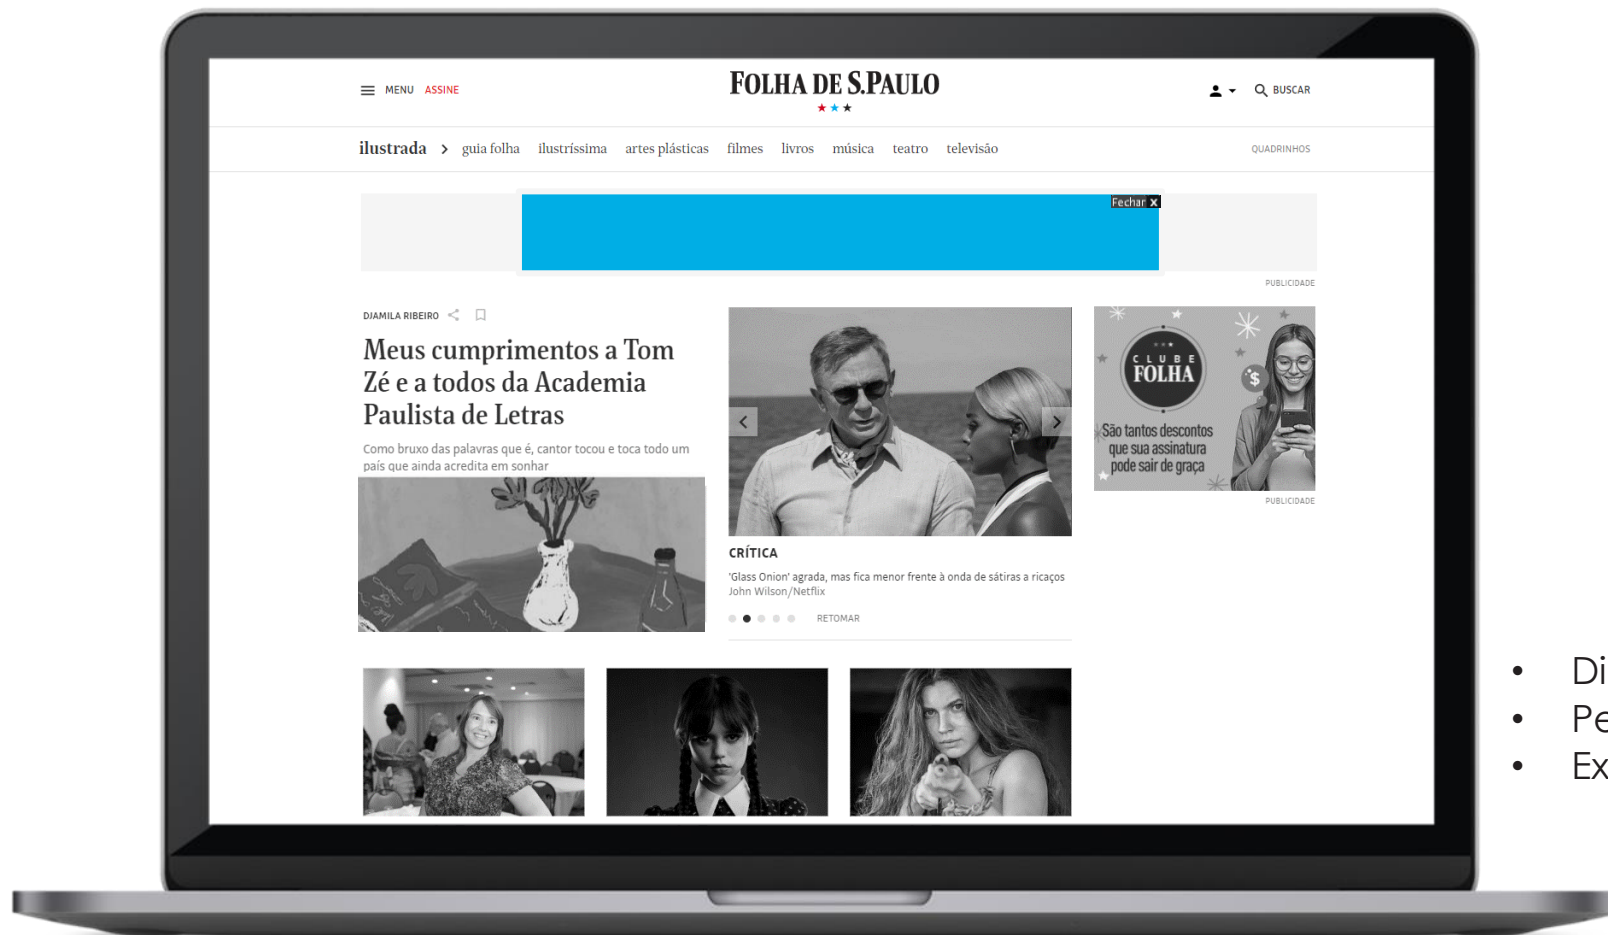 MENU ASSINE
FOLHA DE S.PAULO
BUSCAR
ilustrada > guia folha ilustríssima artes plásticas filmes livros música teatro televisão
QUADRINHOS
Fechar X
PUBLICIDADE
DJAMILA RIBEIRO
Meus cumprimentos a Tom
Zé e a todos da Academia
Paulista de Letras
Como bruxo das palavras que é, cantor tocou e toca todo um
país que ainda acredita em sonhar
CRÍTICA
'Glass Onion' agrada, mas fica menor frente à onda de sátiras a ricaços
John Wilson/Netflix
RETOMAR
CLUBE
FOLHA
$
São tantos descontos
que sua assinatura
pode sair de graça
PUBLICIDADE
• Di
• Pe
• Ex